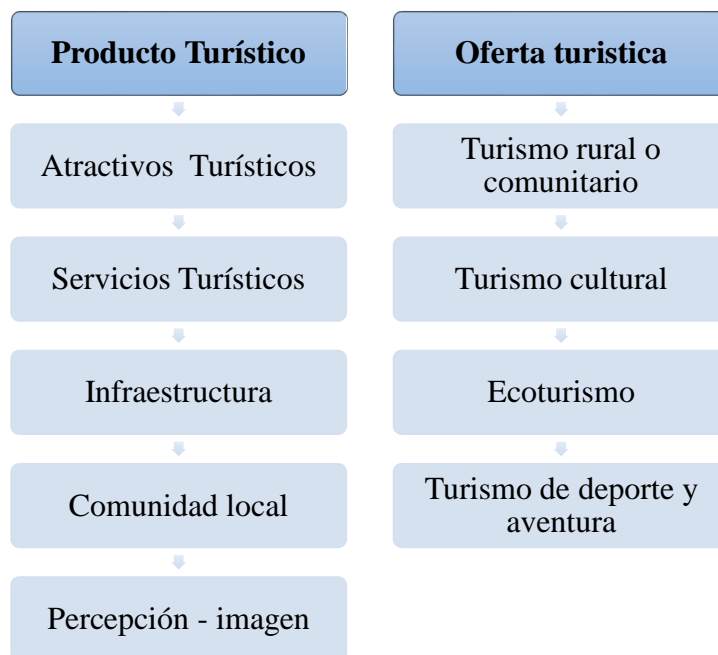 Producto Turístico
Atractivos Turísticos
Servicios Turísticos
Infraestructura
Comunidad local
Percepción - imagen
Oferta turistica
Turismo rural o
comunitario
Turismo cultural
Ecoturismo
Turismo de deporte y
aventura